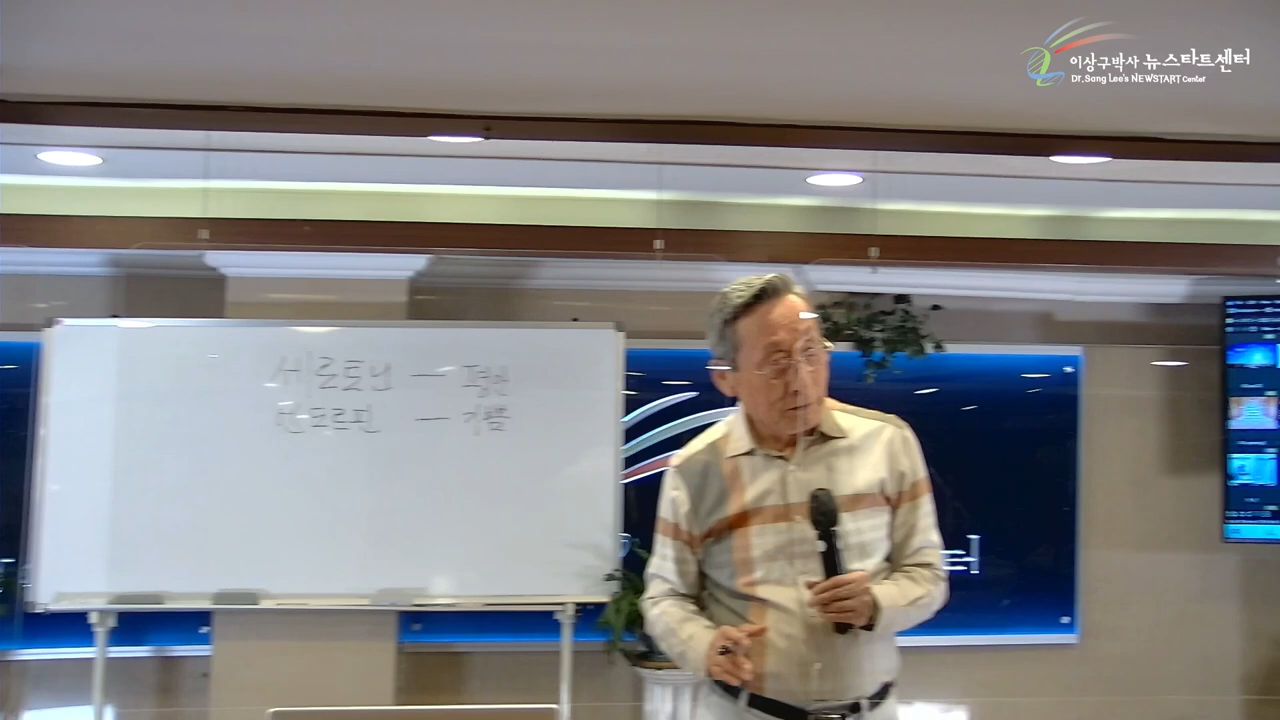 이상구박사 뉴스타트센터
Dr. Sang Lee's NEWSTART Center
세로토닌 — 평안
엔도르핀 — 기쁨
터